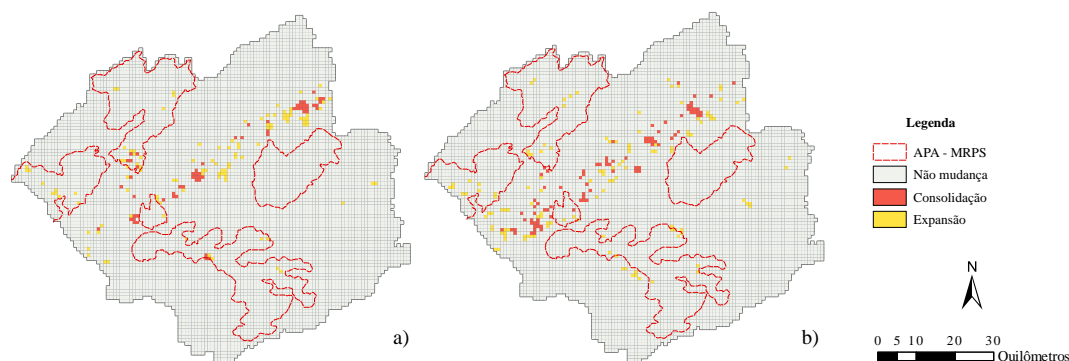 a)
b)
Legenda
APA - MRPS
Não mudança
Consolidação
Expansão
N
0 5 10 20 30
Quilômetros